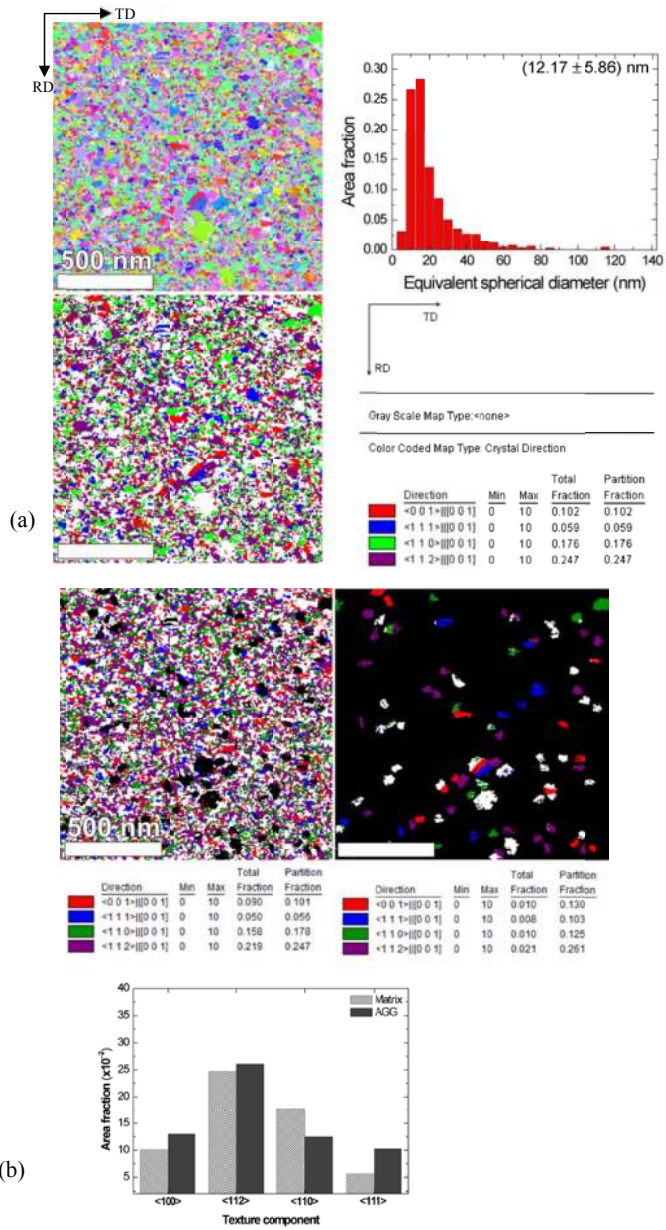 TD
RD
500 nm
(12.17 ±5.86) nm
Area fraction
0.30
0.25
0.20
0.15
0.10
0.05
0.00
0 20 40 60 80 100 120 140
Equivalent spherical diameter (nm)
TD
RD
Gray Scale Map Type:<none>
Color Coded Map Type: Crystal Direction
Total Partition
Direction Min Max Fraction Fraction
<0 0 1>||[0 0 1] 0 10 0.102 0.102
<1 1 1>||[0 0 1] 0 10 0.059 0.059
<1 1 0>||[0 0 1] 0 10 0.176 0.176
<1 1 2>||[0 0 1] 0 10 0.247 0.247
(a)
500 nm
Total Partition
Direction Min Max Fraction Fraction
<0 0 1>||[0 0 1] 0 10 0.090 0.101
<1 1 1>||[0 0 1] 0 10 0.050 0.056
<1 1 0>||[0 0 1] 0 10 0.158 0.178
<1 1 2>||[0 0 1] 0 10 0.219 0.247
Total Partition
Direction Min Max Fraction Fraction
<0 0 1>||[0 0 1] 0 10 0.010 0.130
<1 1 1>||[0 0 1] 0 10 0.008 0.103
<1 1 0>||[0 0 1] 0 10 0.010 0.125
<1 1 2>||[0 0 1] 0 10 0.021 0.261
Matrix
AGG
Area fraction (x10⁻²)
40
35
30
25
20
15
10
5
<100> <112> <110> <111>
Texture component
(b)